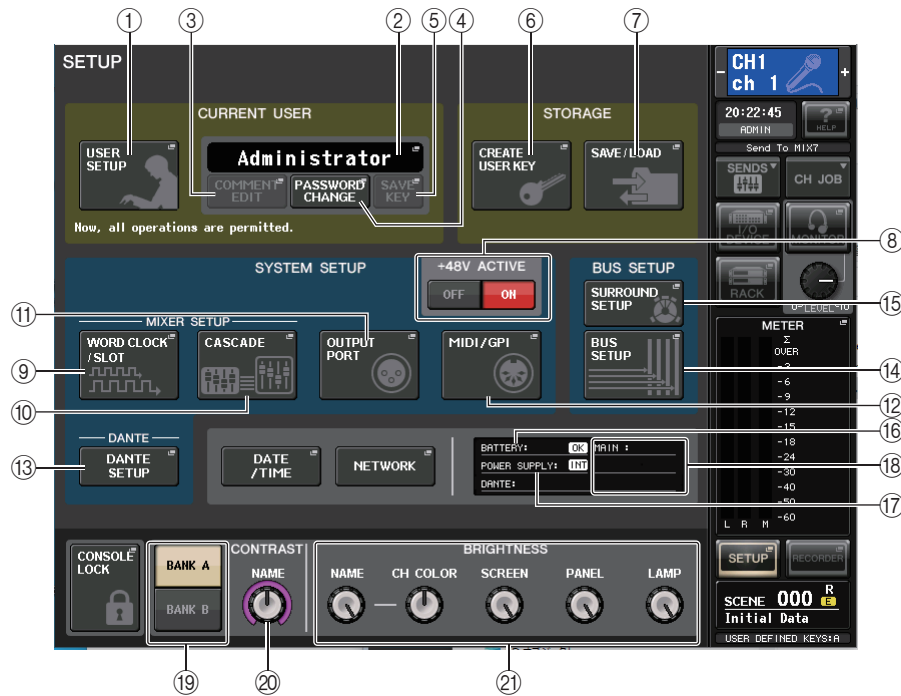 ① ③ ② ④ ⑤ ⑥ ⑦
SETUP
CURRENT USER
STORAGE
USER
SETUP
Administrator
COMMENT
EDIT
PASSWORD
CHANGE
SAVE
KEY
Now, all operations are permitted.
CREATE
USER KEY
SAVE/LOAD
CH1
ch 1
- +
20:22:45
ADMIN
?
HELP
Send To MIX7
SENDS
CH JOB
I/O
DEVICE
MONITOR
RACK
LEVEL
⑧
SYSTEM SETUP
+48V ACTIVE
OFF
ON
BUS SETUP
SURROUND
SETUP
⑮
BUS
SETUP
⑭
⑪
MIXER SETUP
WORD CLOCK
/SLOT
⑨
CASCADE
⑩
OUTPUT
PORT
MIDI/GPI
⑫
METER
Σ
OVER
-3
-6
-9
-12
-15
-18
-24
-30
-40
-50
-60
L R M
DANTE
DANTE
SETUP
⑬
DATE
/TIME
NETWORK
BATTERY: OK
POWER SUPPLY: INT
DANTE:
MAIN :
⑯
⑱
⑰
CONSOLE
LOCK
BANK A
BANK B
CONTRAST
NAME
BRIGHTNESS
NAME
CH COLOR
SCREEN
PANEL
LAMP
SETUP
RECORDER
SCENE 000 R
E
Initial Data
USER DEFINED KEYS:A
⑲ ⑳ ㉑